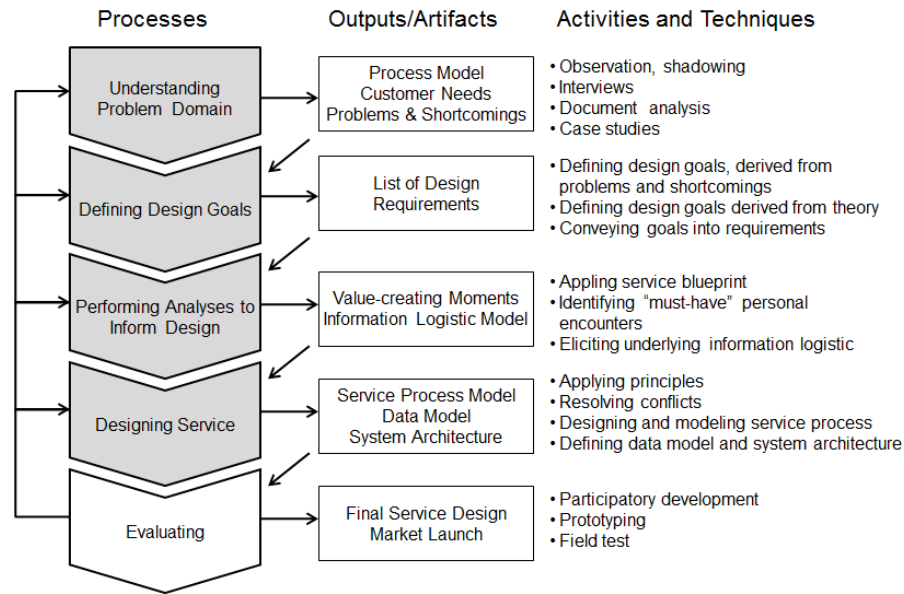 Processes
Outputs/Artifacts
Activities and Techniques
Understanding
Problem Domain
Process Model
Customer Needs
Problems & Shortcomings
• Observation, shadowing
• Interviews
• Document analysis
• Case studies
Defining Design Goals
List of Design
Requirements
• Defining design goals, derived from
problems and shortcomings
• Defining design goals derived from theory
• Conveying goals into requirements
Performing Analyses to
Inform Design
Value-creating Moments
Information Logistic Model
• Appling service blueprint
• Identifying “must-have” personal
encounters
• Eliciting underlying information logistic
Designing Service
Service Process Model
Data Model
System Architecture
• Applying principles
• Resolving conflicts
• Designing and modeling service process
• Defining data model and system architecture
Evaluating
Final Service Design
Market Launch
• Participatory development
• Prototyping
• Field test